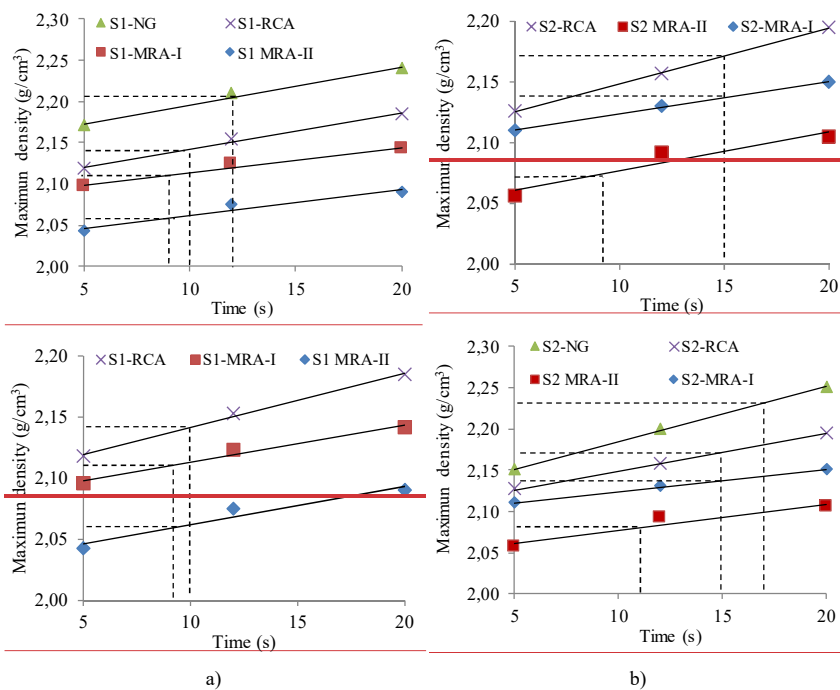 S1-NG S1-RCA
S1-MRA-I S1 MRA-II
Maximun density (g/cm³)
2,30
2,25
2,20
2,15
2,10
2,05
2,00
5 10 15 20
Time (s)
S2-RCA S2 MRA-II S2-MRA-I
Maximun density (g/cm³)
2,20
2,15
2,10
2,05
2,00
5 10 15 20
Time (s)
S1-RCA S1-MRA-I S1 MRA-II
Maximun density (g/cm³)
2,20
2,15
2,10
2,05
2,00
5 10 15 20
Time (s)
S2-NG S2-RCA
S2 MRA-II S2-MRA-I
Maximun density (g/cm³)
2,30
2,25
2,20
2,15
2,10
2,05
2,00
5 10 15 20
Time (s)
a) b)